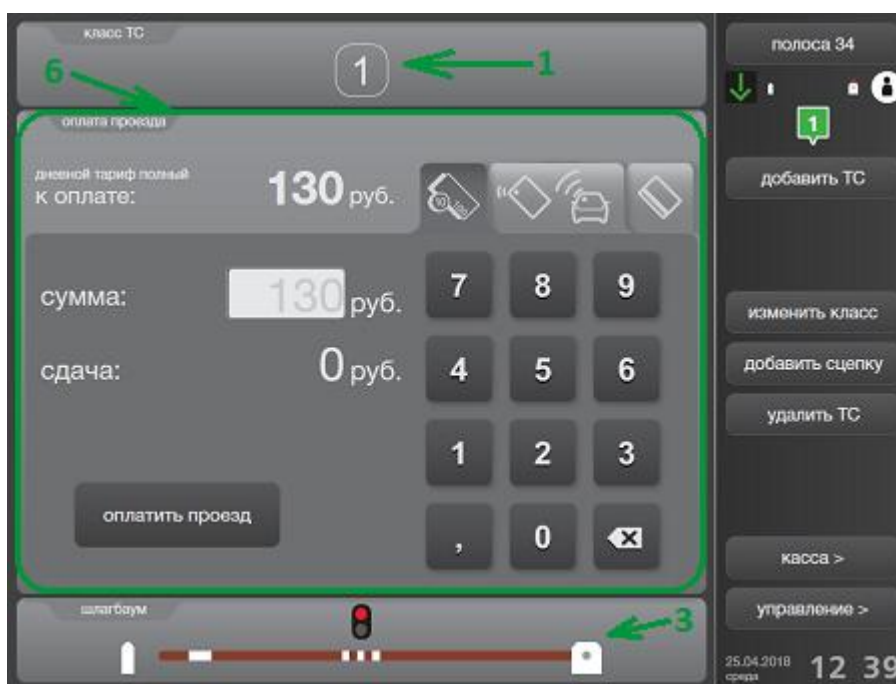 класс ТС
1
1
6
оплата проезда
дневной тариф полный
к оплате:
130 руб.
сумма:
130 руб.
сдача:
0 руб.
7 8 9
4 5 6
1 2 3
, 0
оплатить проезд
шлагбаум
3
полоса 34
1
добавить ТС
изменить класс
добавить сцепку
удалить ТС
касса >
управление >
25.04.2018
среда
12 39